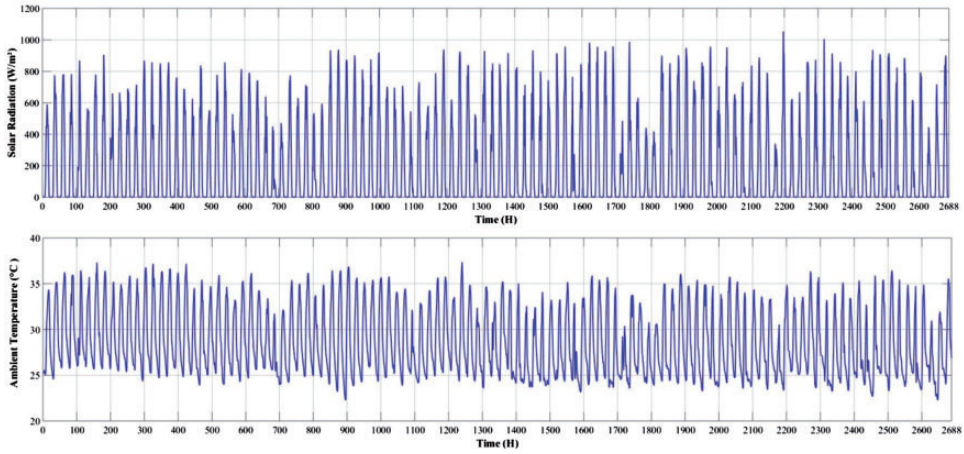 1200
1000
800
600
400
200
0
Solar Radiation (W/m²)
0 100 200 300 400 500 600 700 800 900 1000 1100 1200 1300 1400 1500 1600 1700 1800 1900 2000 2100 2200 2300 2400 2500 2600 2688
Time (H)
40
35
30
25
20
Ambient Temperature (°C)
0 100 200 300 400 500 600 700 800 900 1000 1100 1200 1300 1400 1500 1600 1700 1800 1900 2000 2100 2200 2300 2400 2500 2600 2688
Time (H)